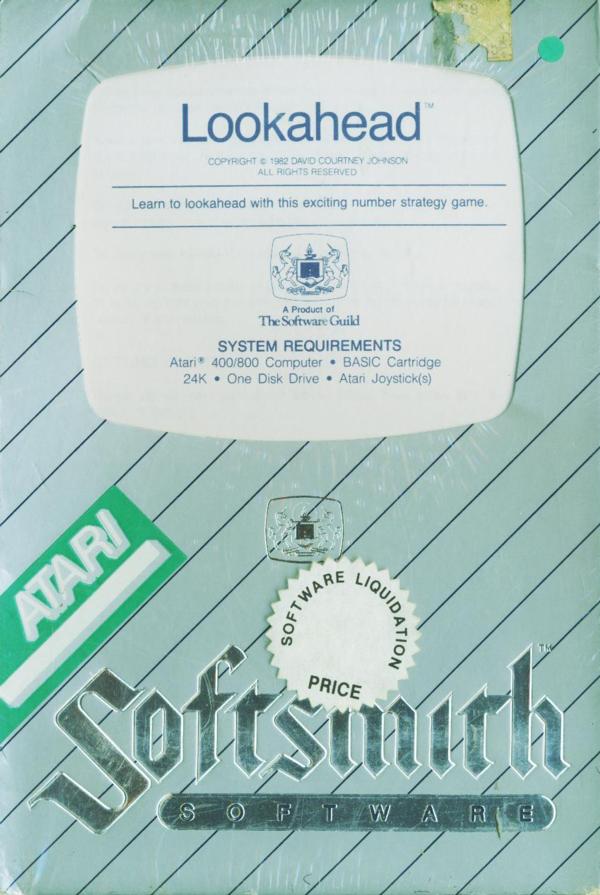 Lookahead™
COPYRIGHT © 1982 DAVID COURTNEY JOHNSON
ALL RIGHTS RESERVED
Learn to lookahead with this exciting number strategy game.
A Product of
The Software Guild
SYSTEM REQUIREMENTS
Atari® 400/800 Computer • BASIC Cartridge
24K • One Disk Drive • Atari Joystick(s)
ATARI
SOFTWARE LIQUIDATION
PRICE
Softsmith™
SOFTWARE